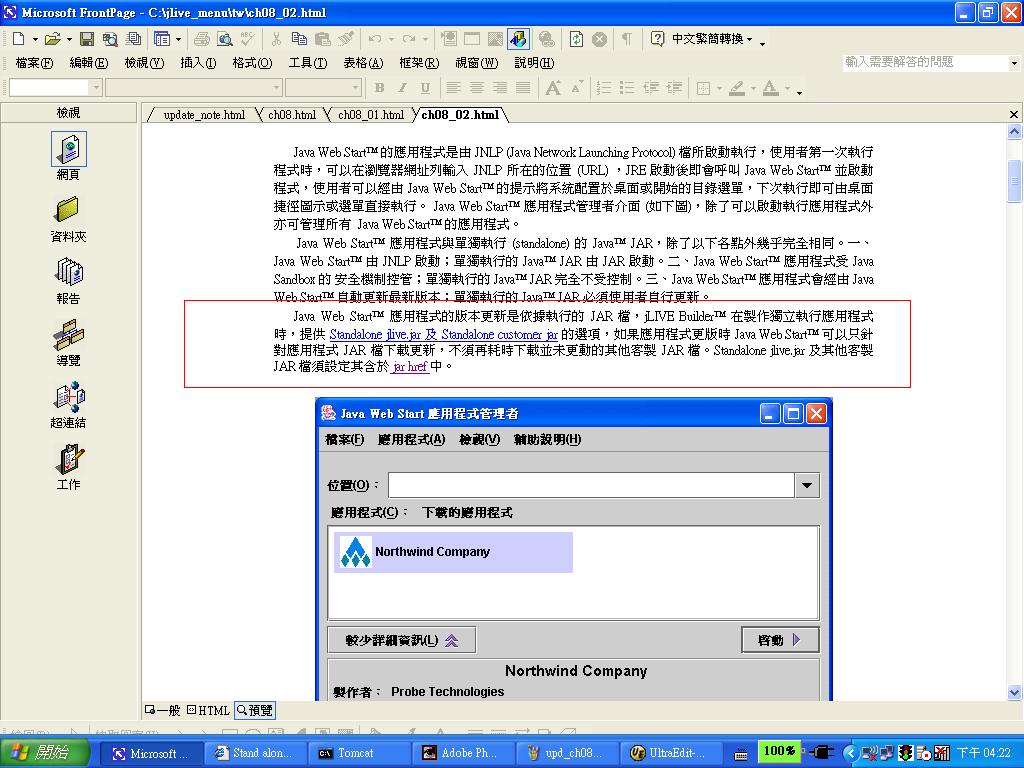 Microsoft FrontPage - C:\jlive_menu\tw\ch08_02.html
中文繁簡轉換
檔案(F) 編輯(E) 檢視(V) 插入(I) 格式(O) 工具(T) 表格(A) 框架(R) 視窗(W) 說明(H) 輸入需要解答的問題
B I U
檢視
update_note.html ch08.html ch08_01.html ch08_02.html
網頁
資料夾
報告
導覽
超連結
工作
Java Web Start™ 的應用程式是由 JNLP (Java Network Launching Protocol) 檔所啟動執行，使用者第一次執行
程式時，可以在瀏覽器網址列輸入 JNLP 所在的位置 (URL) ，JRE 啟動後即會呼叫 Java Web Start™ 並啟動
程式，使用者可以經由 Java Web Start™ 的提示將系統配置於桌面或開始的目錄選單，下次執行即可由桌面
捷徑圖示或選單直接執行。 Java Web Start™ 應用程式管理者介面 (如下圖)，除了可以啟動執行應用程式外
亦可管理所有 Java Web Start™ 的應用程式。
Java Web Start™ 應用程式與單獨執行 (standalone) 的 Java™ JAR，除了以下各點外幾乎完全相同。一、
Java Web Start™ 由 JNLP 啟動；單獨執行的 Java™ JAR 由 JAR 啟動。二、Java Web Start™ 應用程式受 Java
Sandbox 的 安全機制控管；單獨執行的 Java™ JAR 完全不受控制。三、Java Web Start™ 應用程式會經由 Java
Web Start™ 自動更新最新版本；單獨執行的 Java™ JAR 必須使用者自行更新。
Java Web Start™ 應用程式的版本更新是依據執行的 JAR 檔，jLIVE Builder™ 在製作獨立執行應用程式
時，提供 Standalone jlive.jar 及 Standalone customer jar 的選項，如果應用程式更版時 Java Web Start™ 可以只針
對應用程式 JAR 檔下載更新，不須再耗時下載並未更動的其他客製 JAR 檔。Standalone jlive.jar 及其他客製
JAR 檔須設定其含於 jar href 中。
Java Web Start 應用程式管理者
檔案(F) 應用程式(A) 檢視(V) 輔助說明(H)
位置(O)：
應用程式(C)： 下載的應用程式
Northwind Company
較少詳細資訊(L) 啓動
Northwind Company
製作者： Probe Technologies
一般 HTML 預覽
開始 Microsoft ... Stand alon... Tomcat Adobe Ph... upd_ch08... UltraEdit-... 100% 下午 04:22